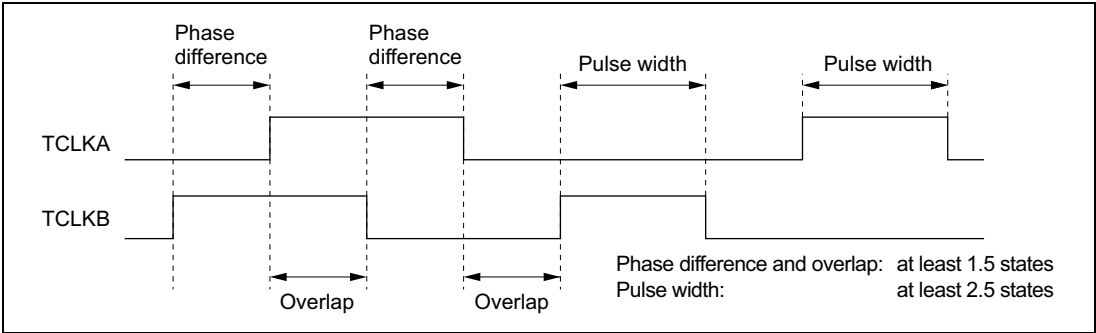 Phase
difference
Phase
difference
Pulse width
Pulse width
TCLKA
TCLKB
Overlap
Overlap
Phase difference and overlap: at least 1.5 states
Pulse width: at least 2.5 states